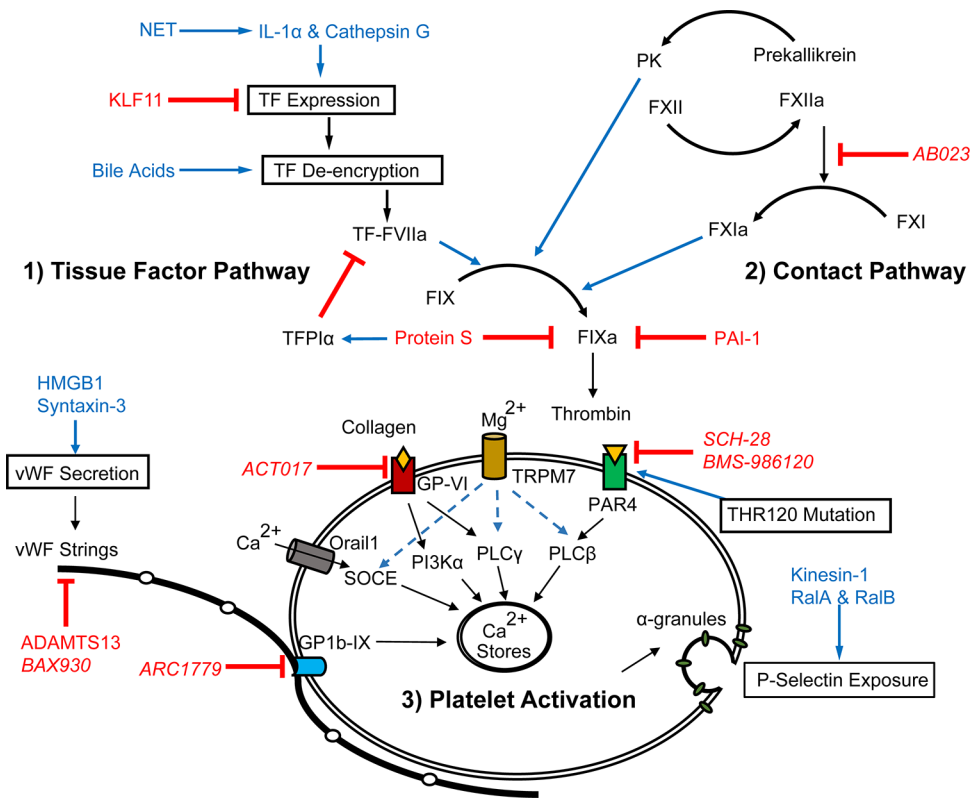 NET
IL-1α & Cathepsin G
KLF11
TF Expression
Bile Acids
TF De-encryption
TF-FVIIa
1) Tissue Factor Pathway
PK
Prekallikrein
FXII
FXIIa
AB023
FXIa
FXI
2) Contact Pathway
FIX
TFPIα
Protein S
FIXa
PAI-1
Thrombin
HMGB1
Syntaxin-3
vWF Secretion
vWF Strings
ADAMTS13
BAX930
ARC1779
Collagen
Mg2+
ACT017
GP-VI
TRPM7
SCH-28
BMS-986120
PAR4
THR120 Mutation
Ca2+
Orail1
SOCE
PI3Kα
PLCγ
PLCβ
GP1b-IX
Ca2+
Stores
α-granules
Kinesin-1
RalA & RalB
P-Selectin Exposure
3) Platelet Activation